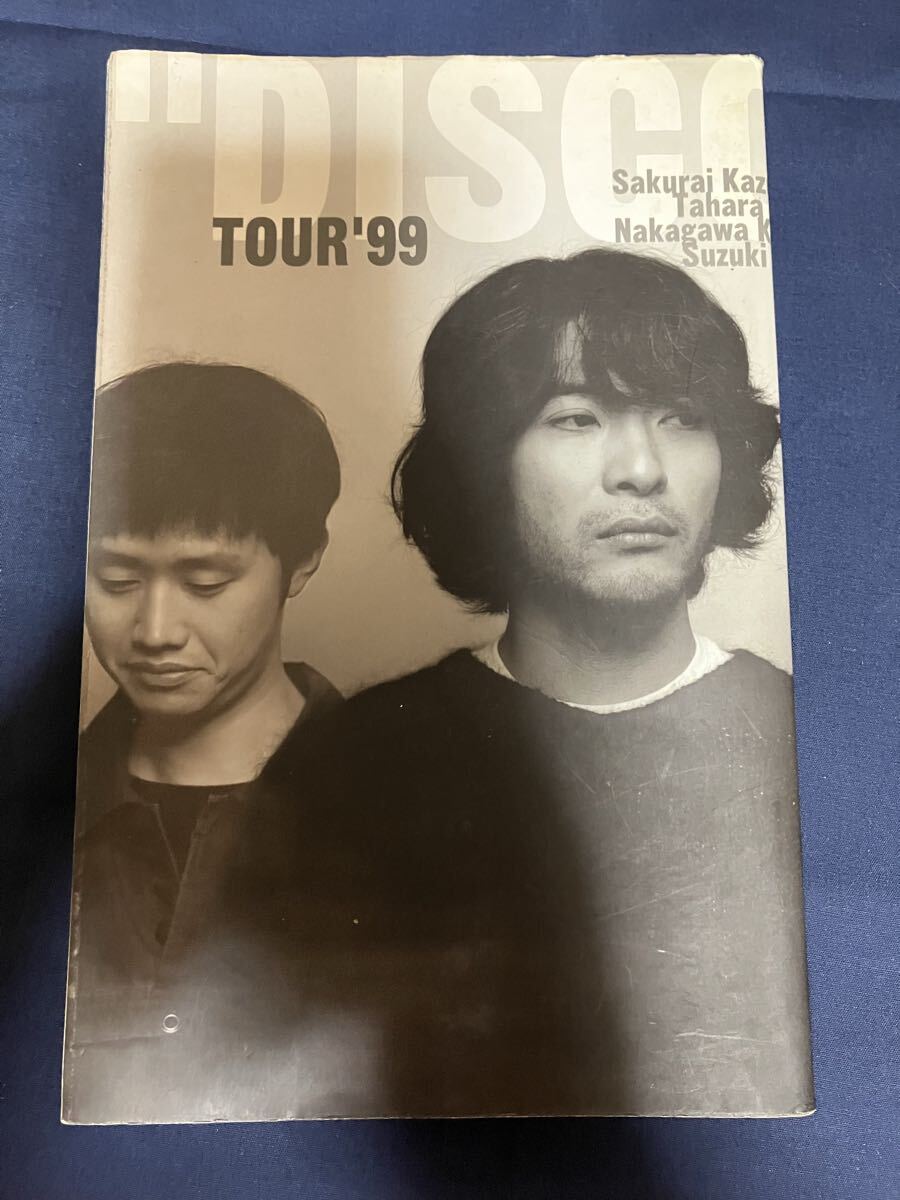 "DISCO
TOUR'99
Sakurai Kaz
Tahara
Nakagawa K
Suzuki